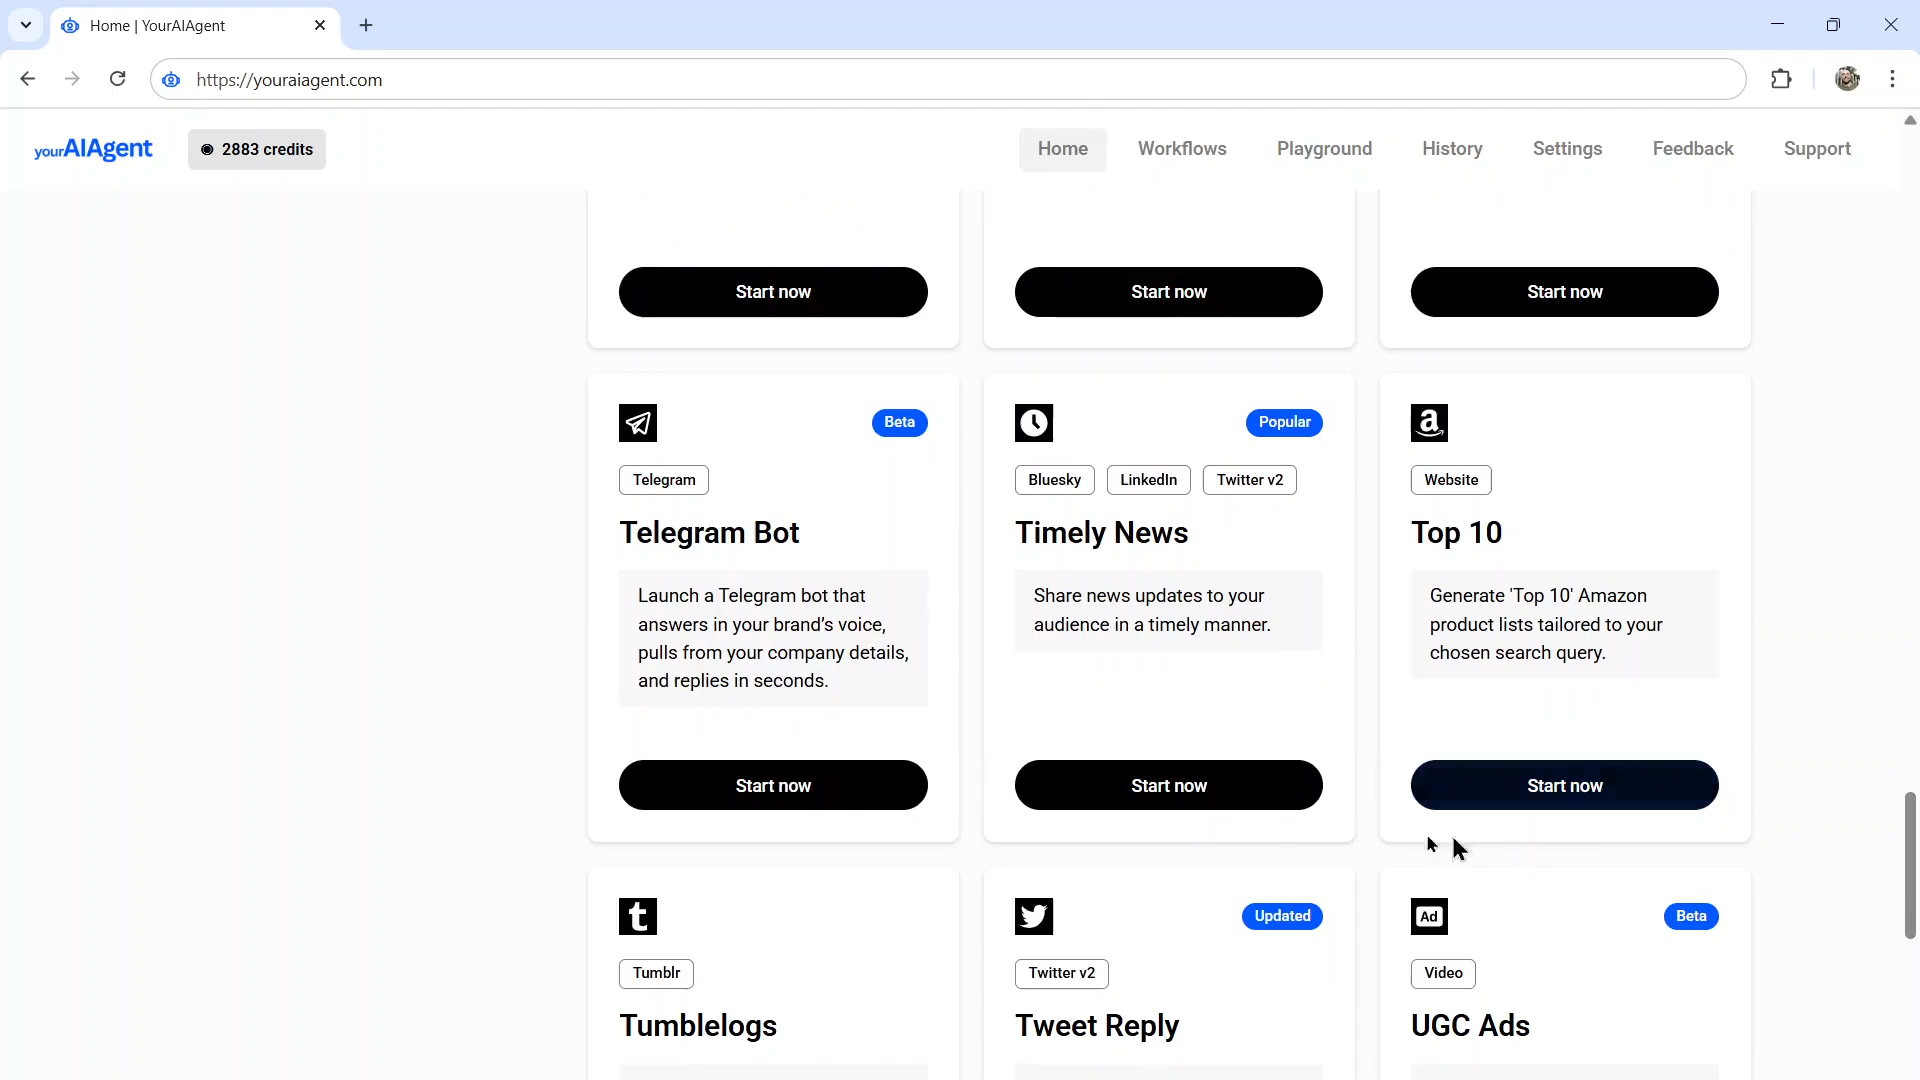 Home | YourAIAgent
https://youraiagent.com
yourAIAgent
2883 credits
Home
Workflows
Playground
History
Settings
Feedback
Support
Start now
Start now
Start now
Beta
Telegram
Telegram Bot
Launch a Telegram bot that
answers in your brand’s voice,
pulls from your company details,
and replies in seconds.
Start now
Popular
Bluesky
LinkedIn
Twitter v2
Timely News
Share news updates to your
audience in a timely manner.
Start now
a
Website
Top 10
Generate 'Top 10' Amazon
product lists tailored to your
chosen search query.
Start now
t
Tumblr
Tumblelogs
Updated
Twitter v2
Tweet Reply
Ad
Beta
Video
UGC Ads